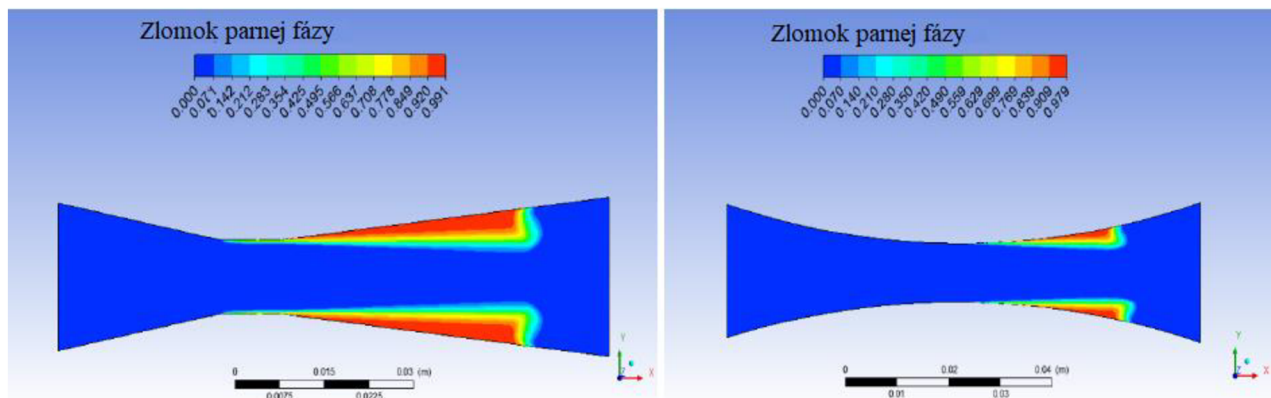 Zlomok parnej fázy
0.000 0.071 0.142 0.212 0.283 0.354 0.425 0.495 0.566 0.637 0.708 0.778 0.849 0.920 0.991
Y
Z X
0 0.015 0.03 (m)
0.0075 0.0225
Zlomok parnej fázy
0.000 0.070 0.140 0.210 0.280 0.350 0.420 0.490 0.559 0.629 0.699 0.769 0.839 0.909 0.979
Y
Z X
0 0.02 0.04 (m)
0.01 0.03